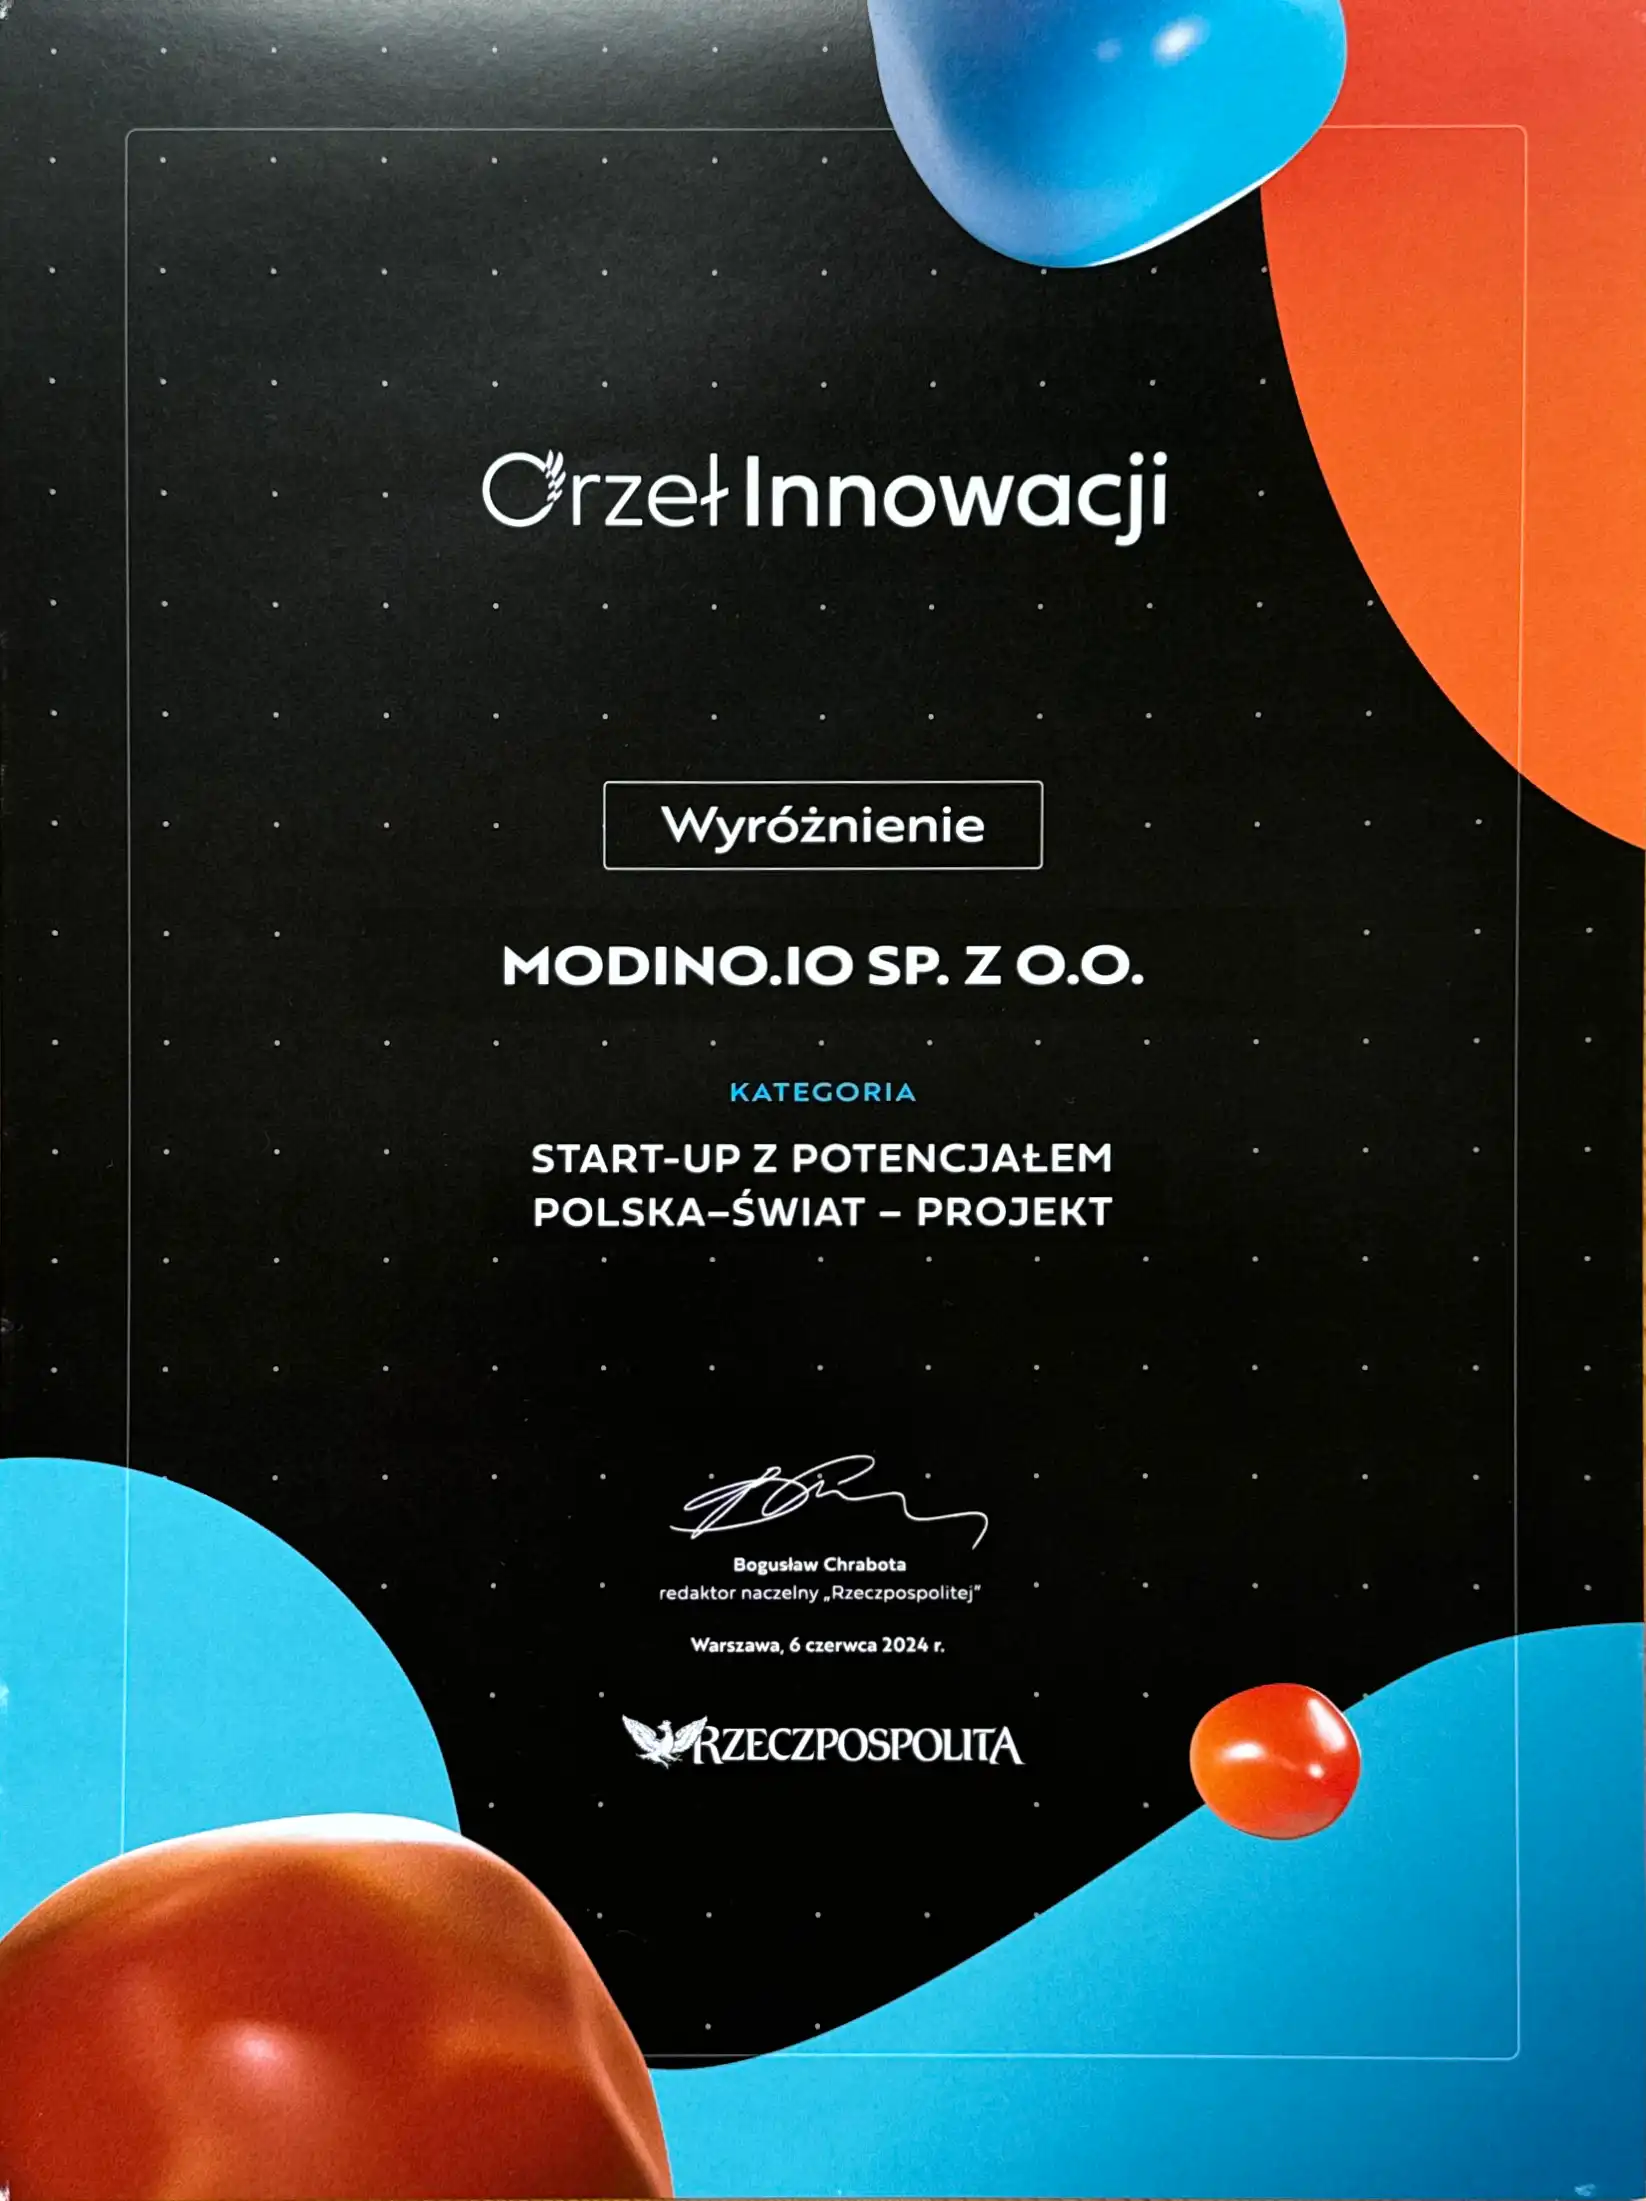 Orzeł Innowacji
Wyróżnienie
MODINO.IO SP. Z O.O.
KATEGORIA
START-UP Z POTENCJAŁEM
POLSKA–ŚWIAT – PROJEKT
Bogusław Chrabota
redaktor naczelny „Rzeczpospolitej”
Warszawa, 6 czerwca 2024 r.
RZECZPOSPOLITA